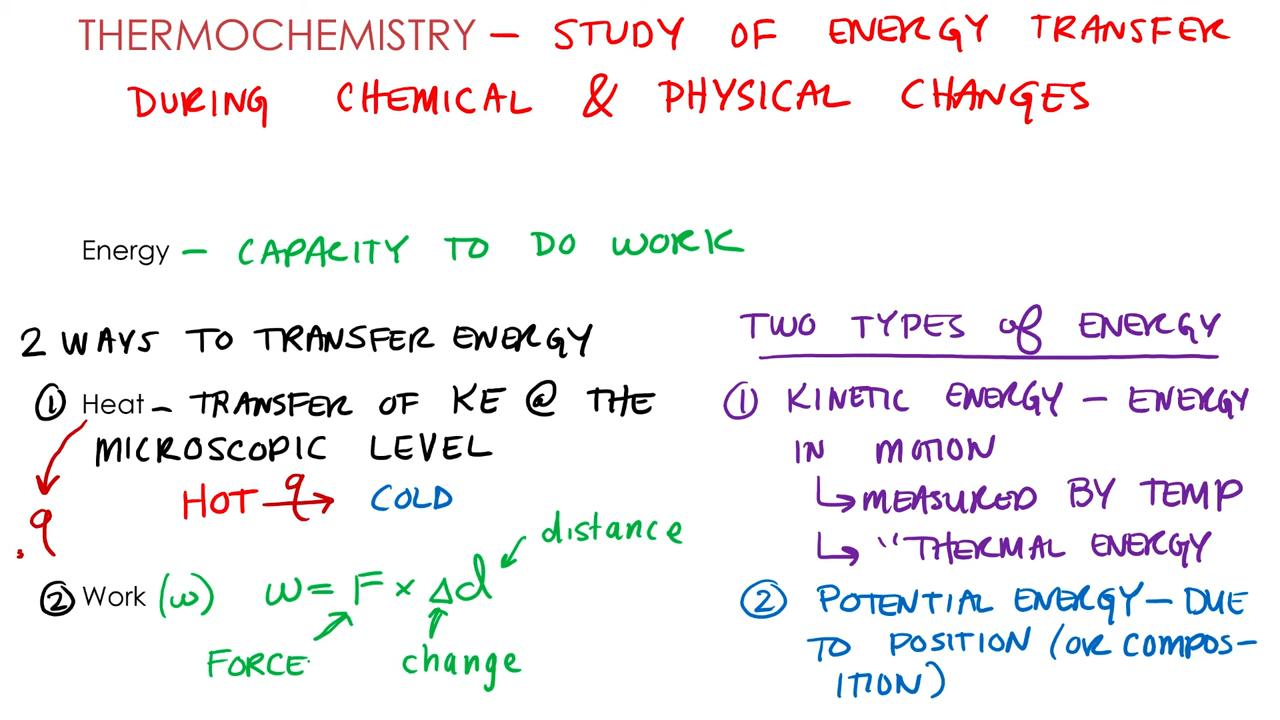 THERMOCHEMISTRY – STUDY OF ENERGY TRANSFER
DURING CHEMICAL & PHYSICAL CHANGES
Energy – CAPACITY TO DO WORK
2 WAYS TO TRANSFER ENERGY
① Heat – TRANSFER OF KE @ THE
MICROSCOPIC LEVEL
HOT q→ COLD
q
② Work (w) w = F × Δd
distance
FORCE change
TWO TYPES of ENERGY
① KINETIC ENERGY – ENERGY
IN MOTION
↳ MEASURED BY TEMP
↳ "THERMAL ENERGY
② POTENTIAL ENERGY – DUE
TO POSITION (OR COMPOS-
ITION)